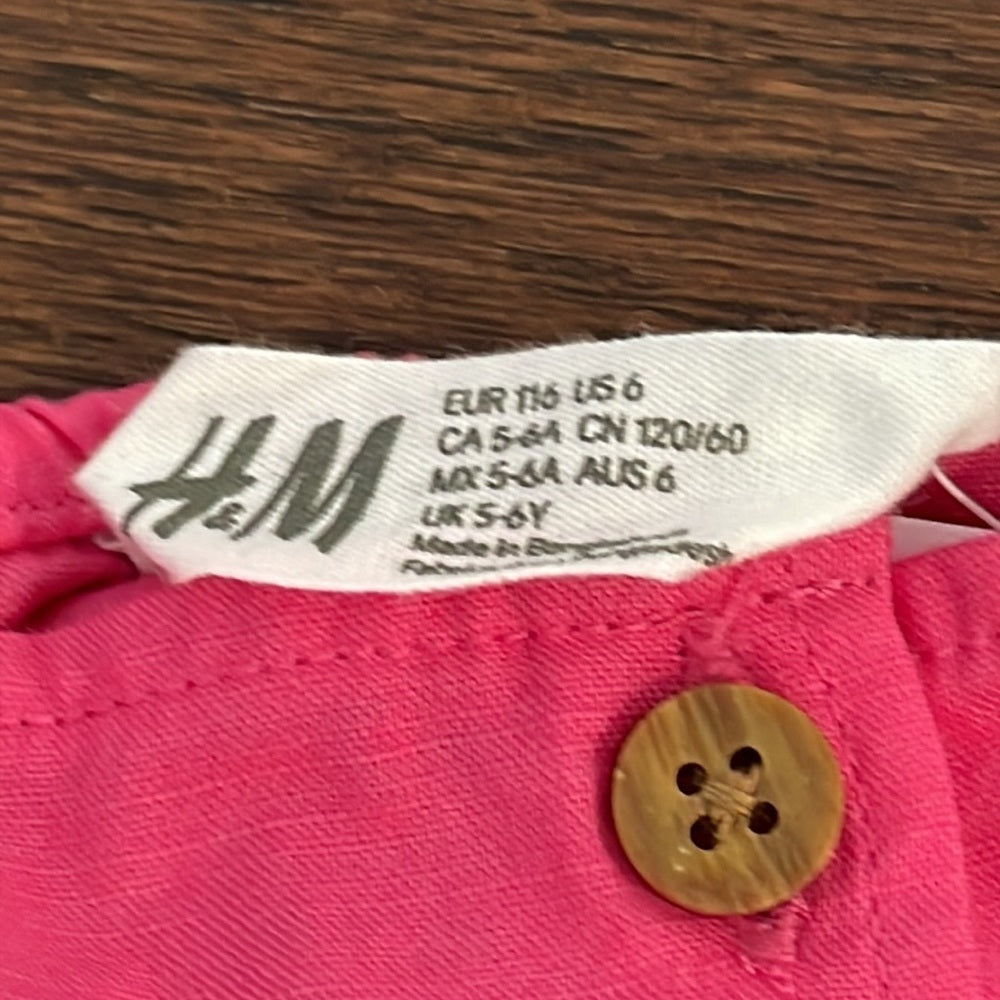 H&M
EUR 116 US 6
CA 5-6A CN 120/60
MX 5-6A AUS 6
UK 5-6Y
Made in